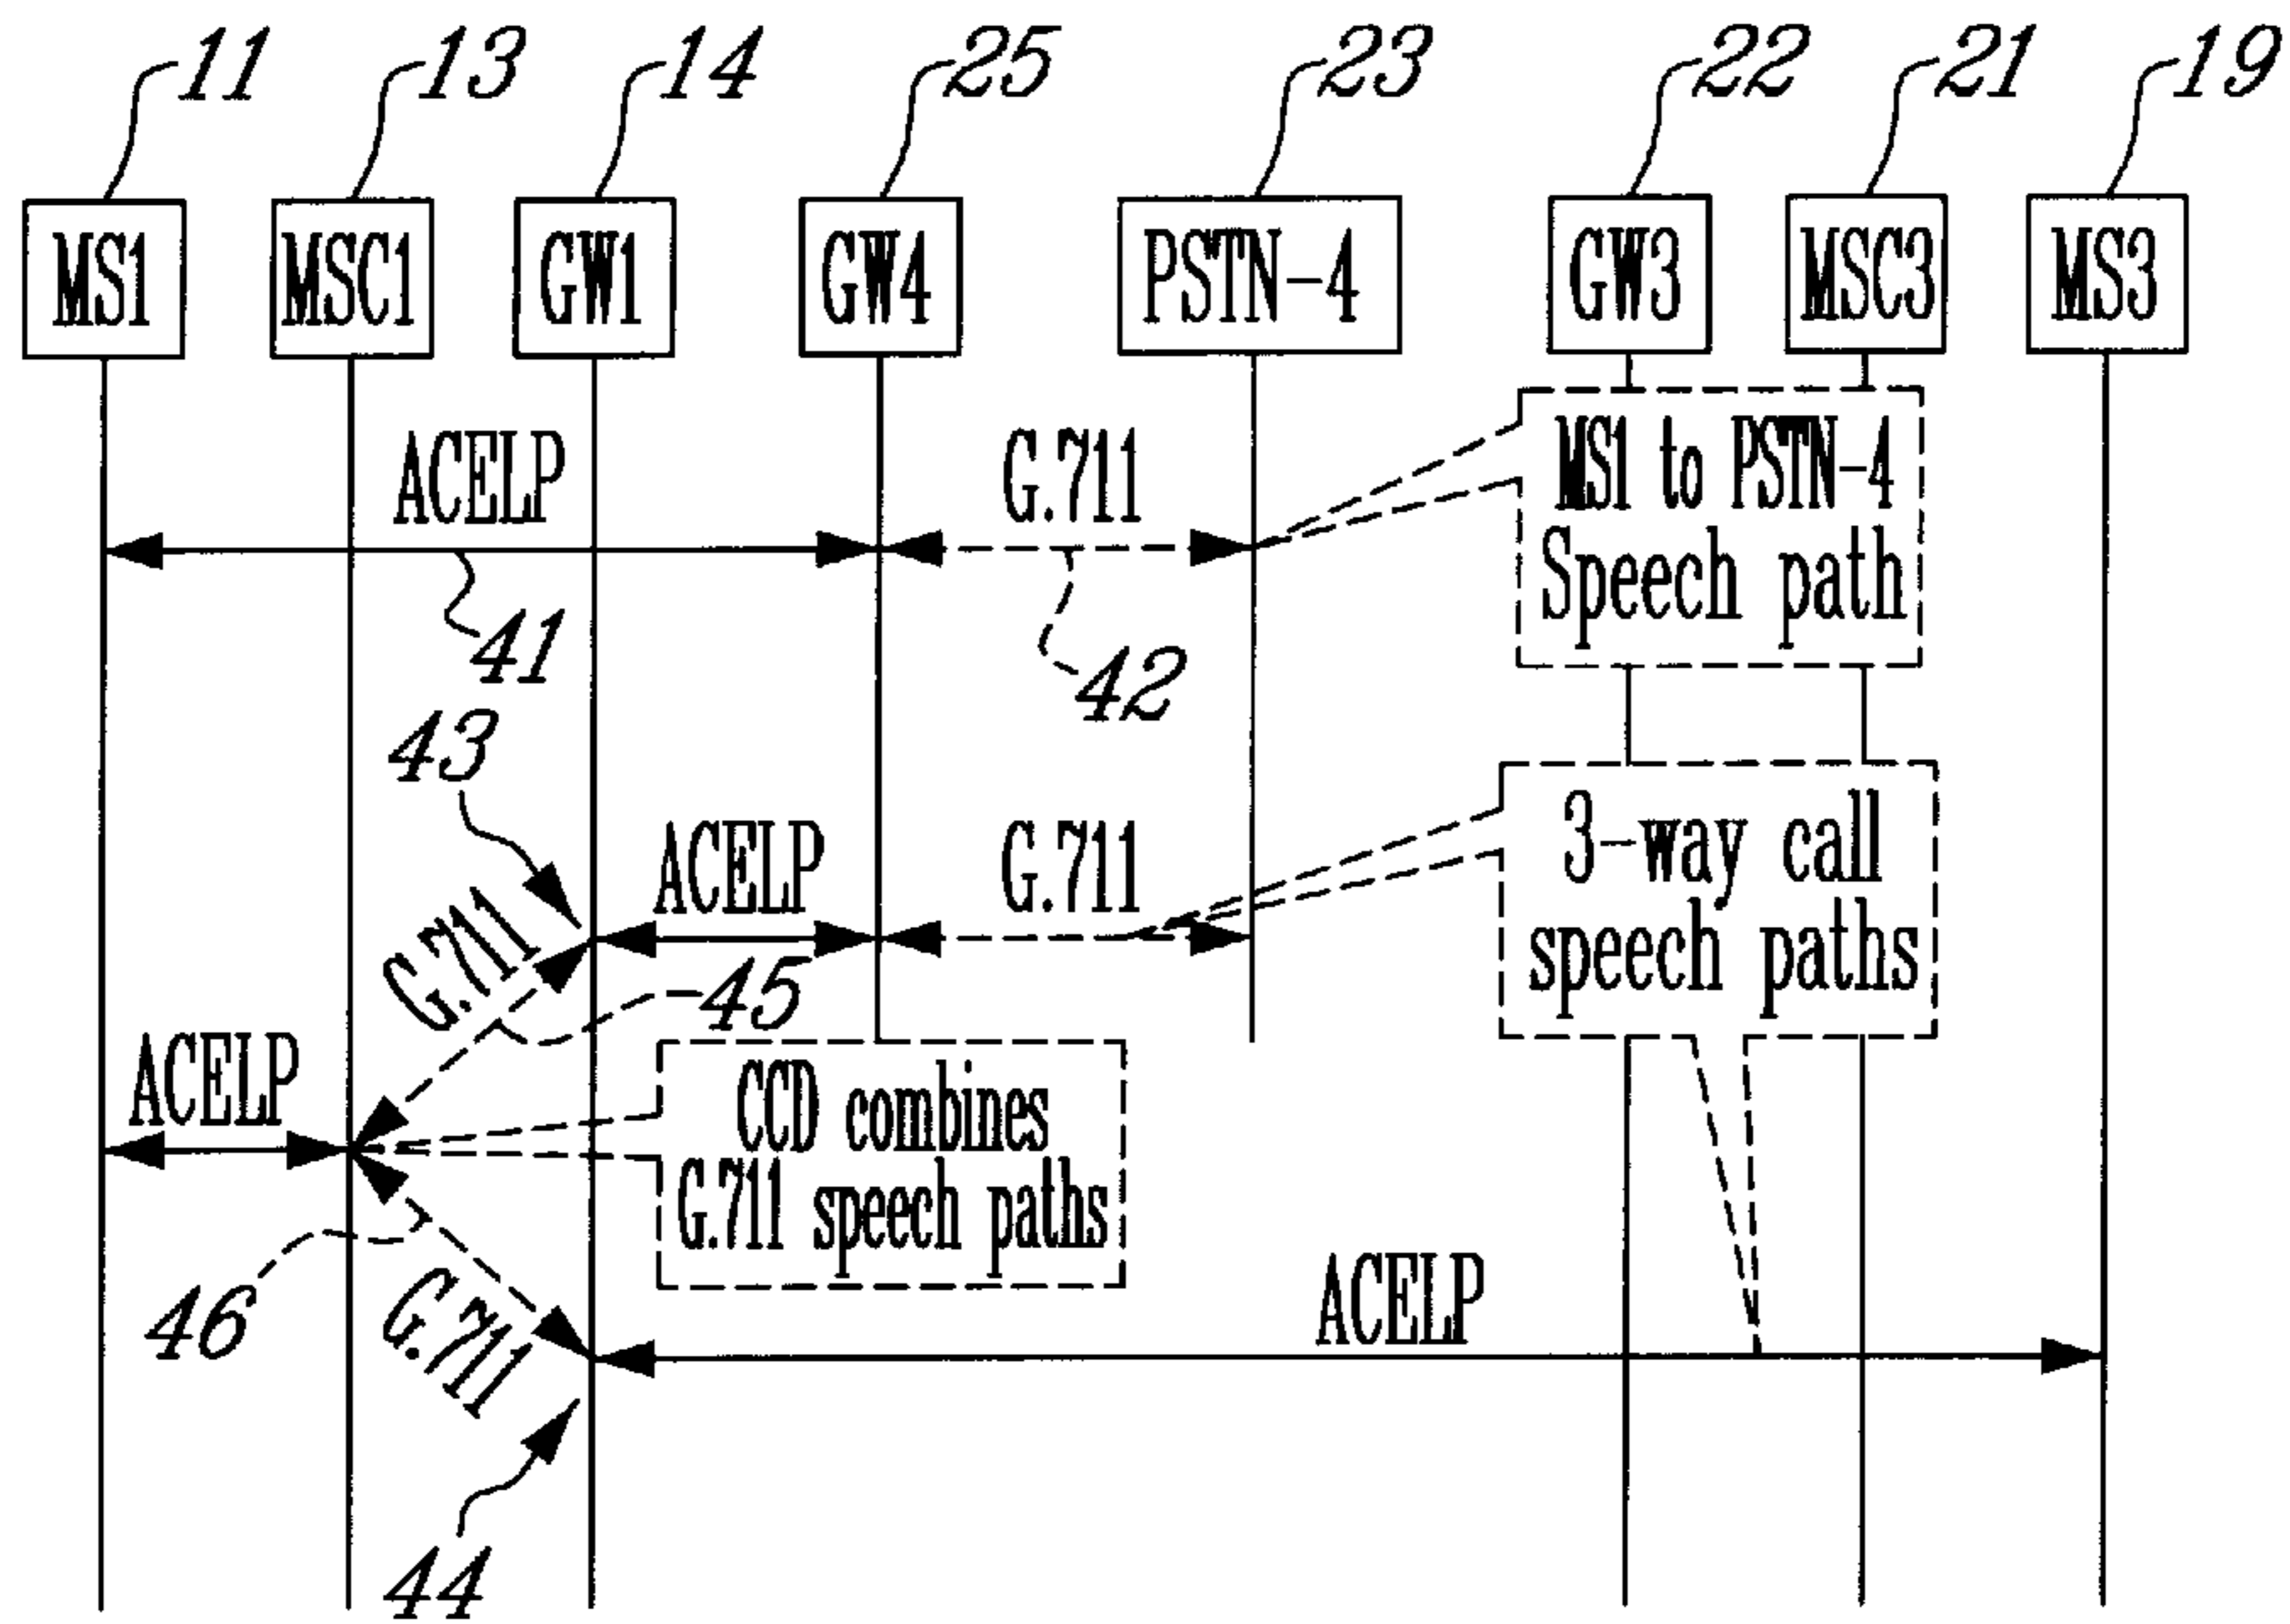 11
13
14
25
23
22
21
19
MS1
MSC1
GW1
GW4
PSTN-4
GW3
MSC3
MS3
ACELP
G.711
MS1 to PSTN-4
Speech path
41
42
43
ACELP
G.711
3-way call
speech paths
G.711
45
ACELP
CCD combines
G.711 speech paths
46
G.711
ACELP
44